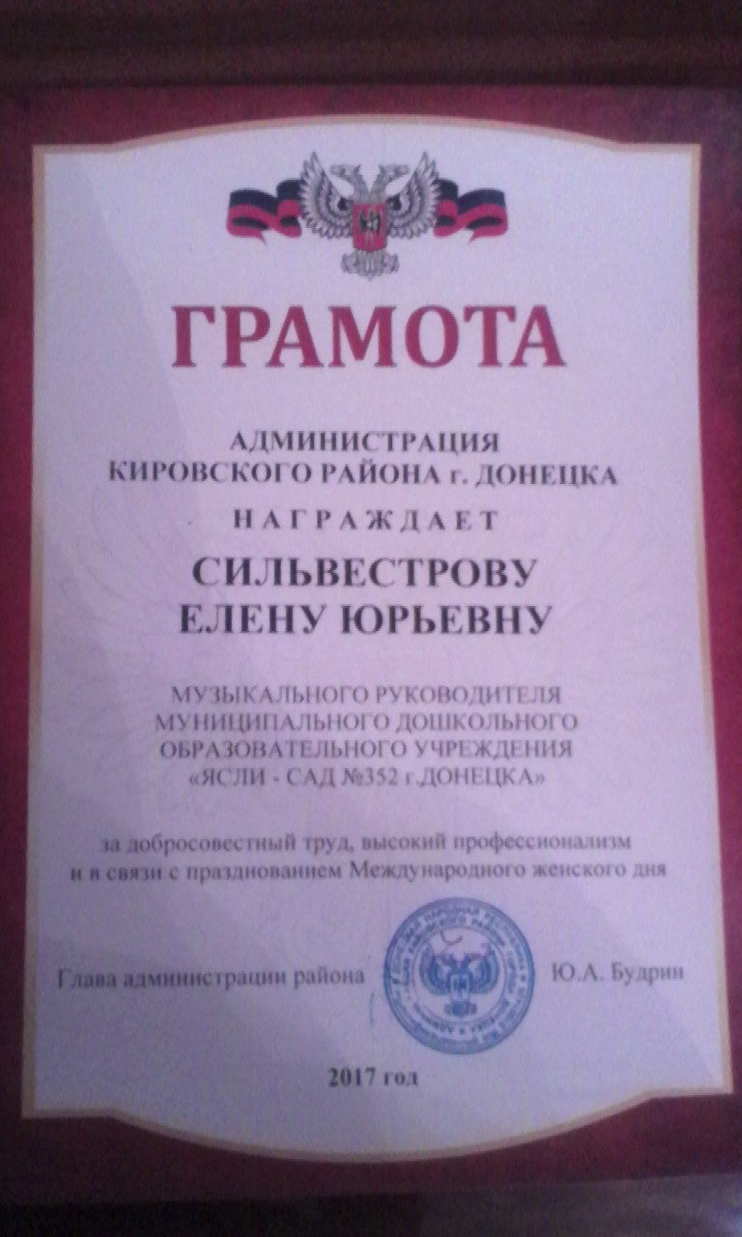 ГРАМОТА
АДМИНИСТРАЦИЯ
КИРОВСКОГО РАЙОНА г. ДОНЕЦКА
НАГРАЖДАЕТ
СИЛЬВЕСТРОВУ
ЕЛЕНУ ЮРЬЕВНУ
МУЗЫКАЛЬНОГО РУКОВОДИТЕЛЯ
МУНИЦИПАЛЬНОГО ДОШКОЛЬНОГО
ОБРАЗОВАТЕЛЬНОГО УЧРЕЖДЕНИЯ
«ЯСЛИ - САД №352 г.ДОНЕЦКА»
за добросовестный труд, высокий профессионализм
и в связи с празднованием Международного женского дня
Глава администрации района
Ю.А. Будрин
2017 год